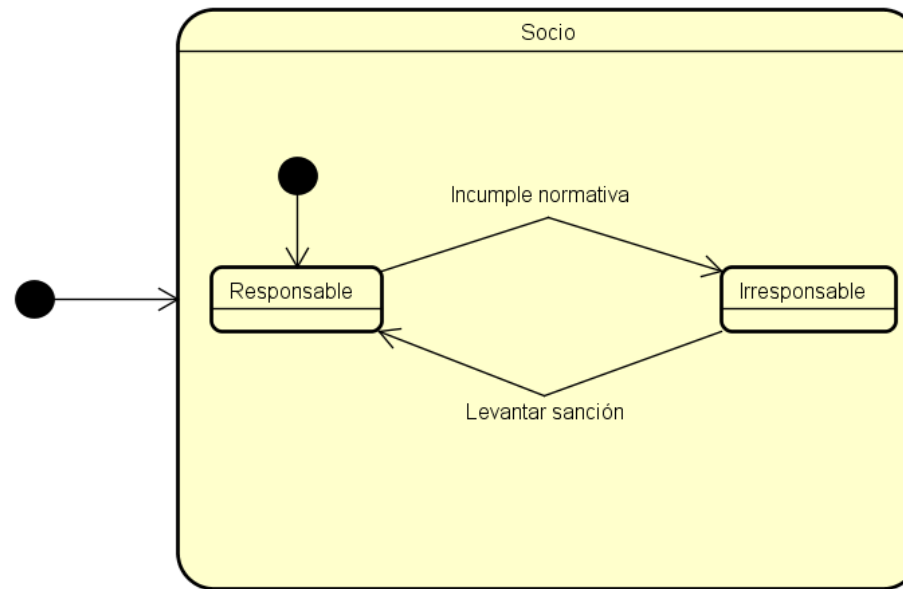 Socio
Incumple normativa
Responsable
Irresponsable
Levantar sanción